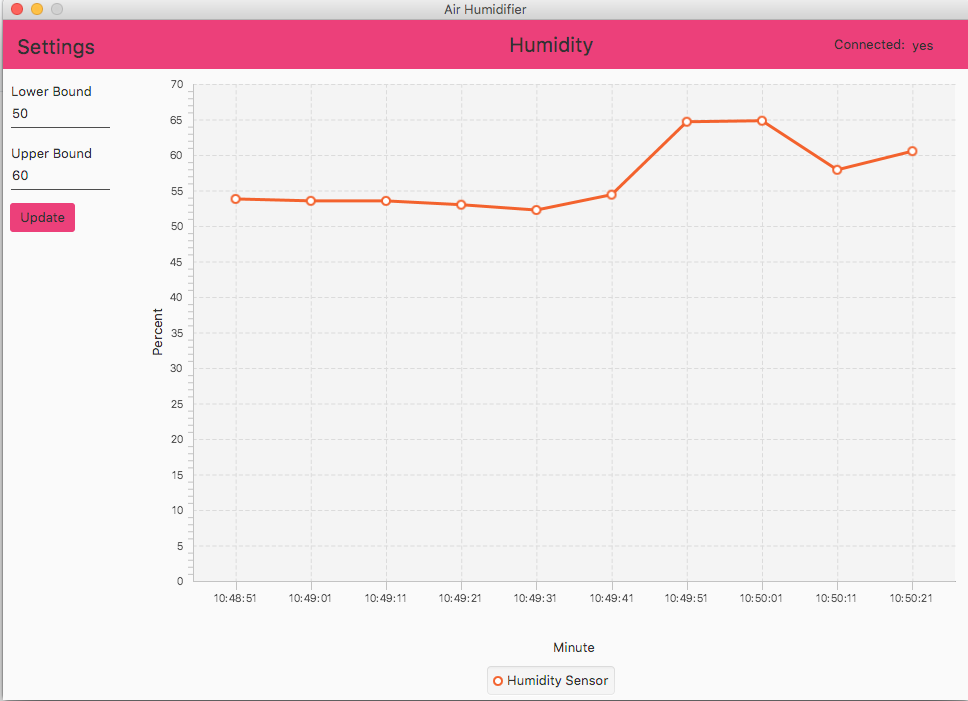 Air Humidifier
Settings
Humidity
Connected: yes
Lower Bound
50
Upper Bound
60
Update
70
65
60
55
50
45
40
35
30
25
20
15
10
5
0
Percent
10:48:51 10:49:01 10:49:11 10:49:21 10:49:31 10:49:41 10:49:51 10:50:01 10:50:11 10:50:21
Minute
Humidity Sensor